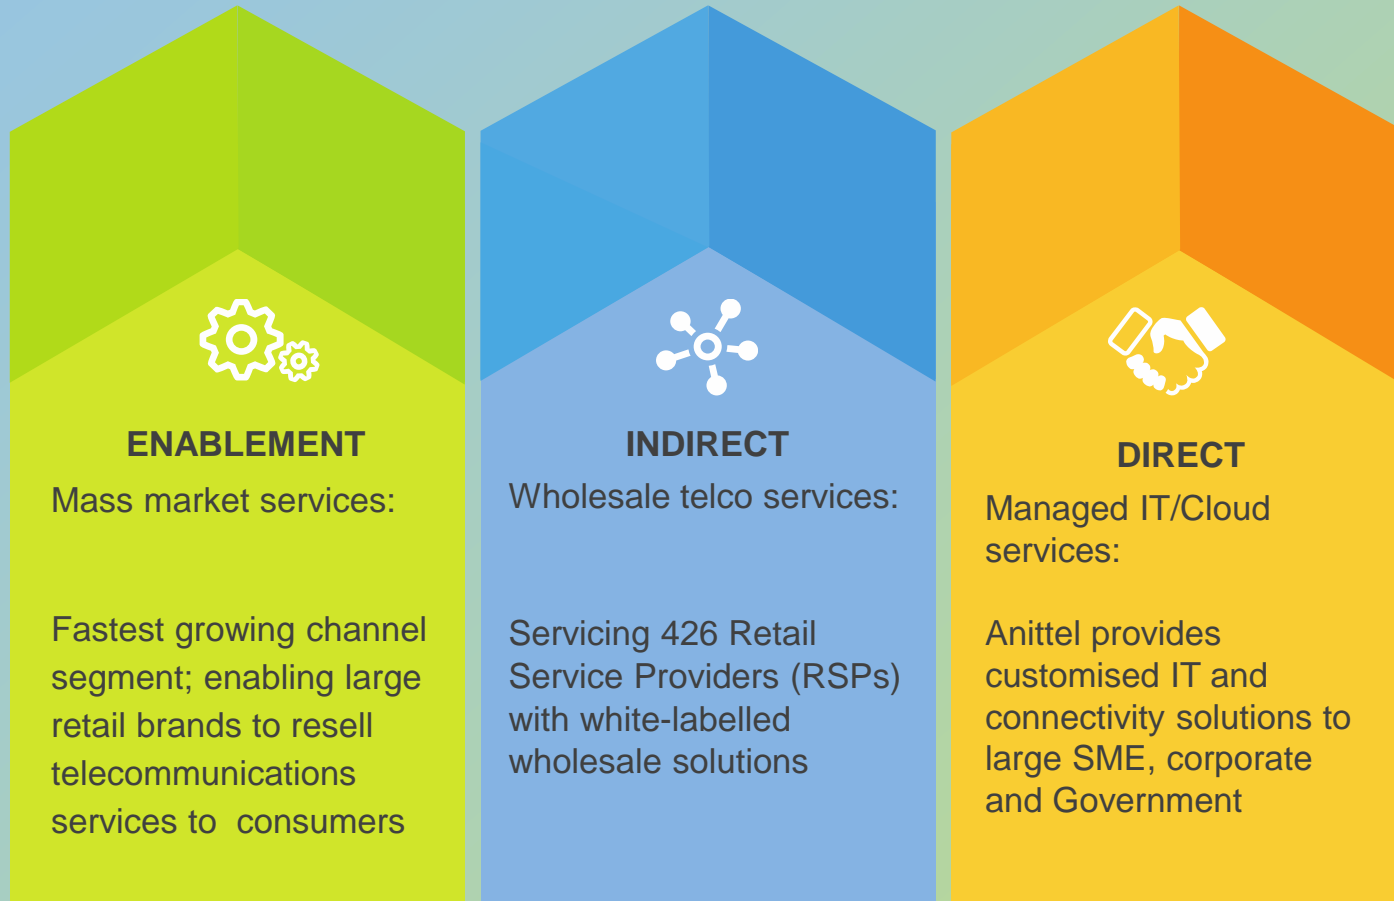 ENABLEMENT
Mass market services:
Fastest growing channel
segment; enabling large
retail brands to resell
telecommunications
services to  consumers
INDIRECT
Wholesale telco services:
Servicing 426 Retail
Service Providers (RSPs)
with white-labelled
wholesale solutions
DIRECT
Managed IT/Cloud
services:
Anittel provides
customised IT and
connectivity solutions to
large SME, corporate
and Government